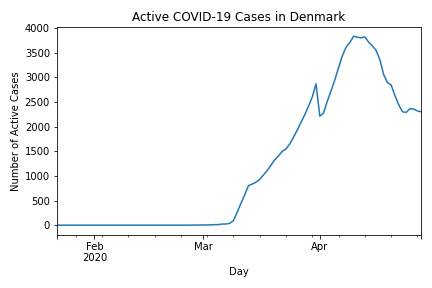 Active COVID-19 Cases in Denmark
4000
3500
3000
2500
2000
1500
1000
500
0
Number of Active Cases
Feb
2020
Mar
Apr
Day